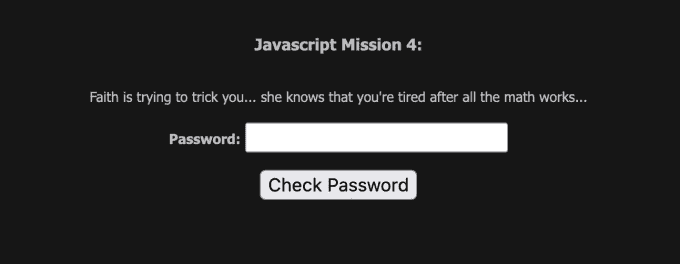 Javascript Mission 4:
Faith is trying to trick you... she knows that you're tired after all the math works...
Password:
Check Password